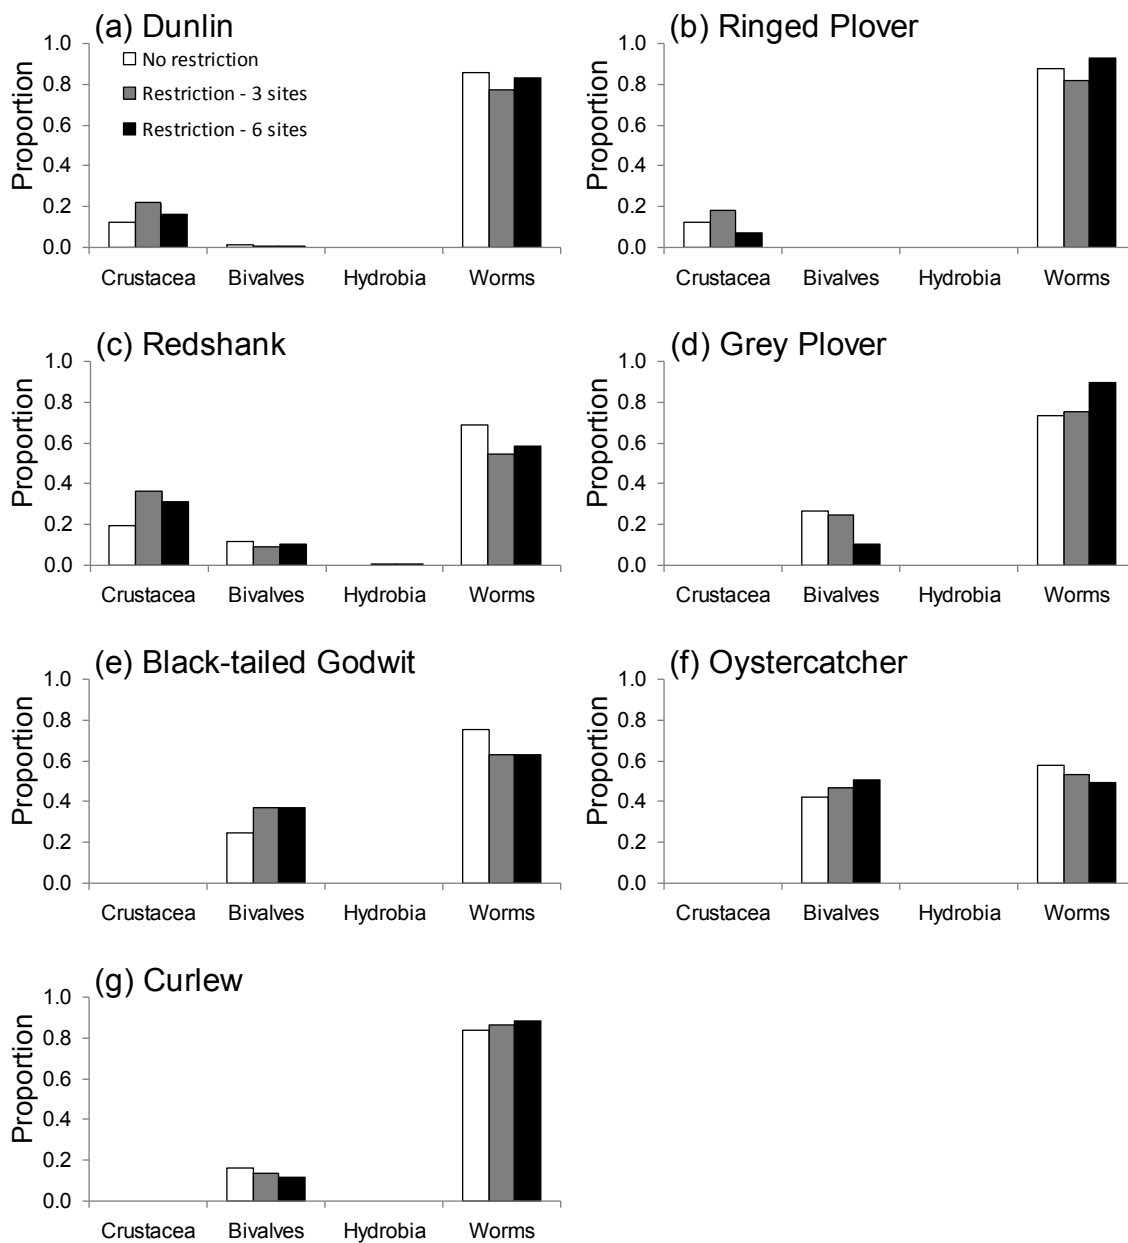 (a) Dunlin
Proportion
1.0
0.8
0.6
0.4
0.2
0.0
No restriction
Restriction - 3 sites
Restriction - 6 sites
Crustacea Bivalves Hydrobia Worms
(b) Ringed Plover
Proportion
1.0
0.8
0.6
0.4
0.2
0.0
Crustacea Bivalves Hydrobia Worms
(c) Redshank
Proportion
1.0
0.8
0.6
0.4
0.2
0.0
Crustacea Bivalves Hydrobia Worms
(d) Grey Plover
Proportion
1.0
0.8
0.6
0.4
0.2
0.0
Crustacea Bivalves Hydrobia Worms
(e) Black-tailed Godwit
Proportion
1.0
0.8
0.6
0.4
0.2
0.0
Crustacea Bivalves Hydrobia Worms
(f) Oystercatcher
Proportion
1.0
0.8
0.6
0.4
0.2
0.0
Crustacea Bivalves Hydrobia Worms
(g) Curlew
Proportion
1.0
0.8
0.6
0.4
0.2
0.0
Crustacea Bivalves Hydrobia Worms